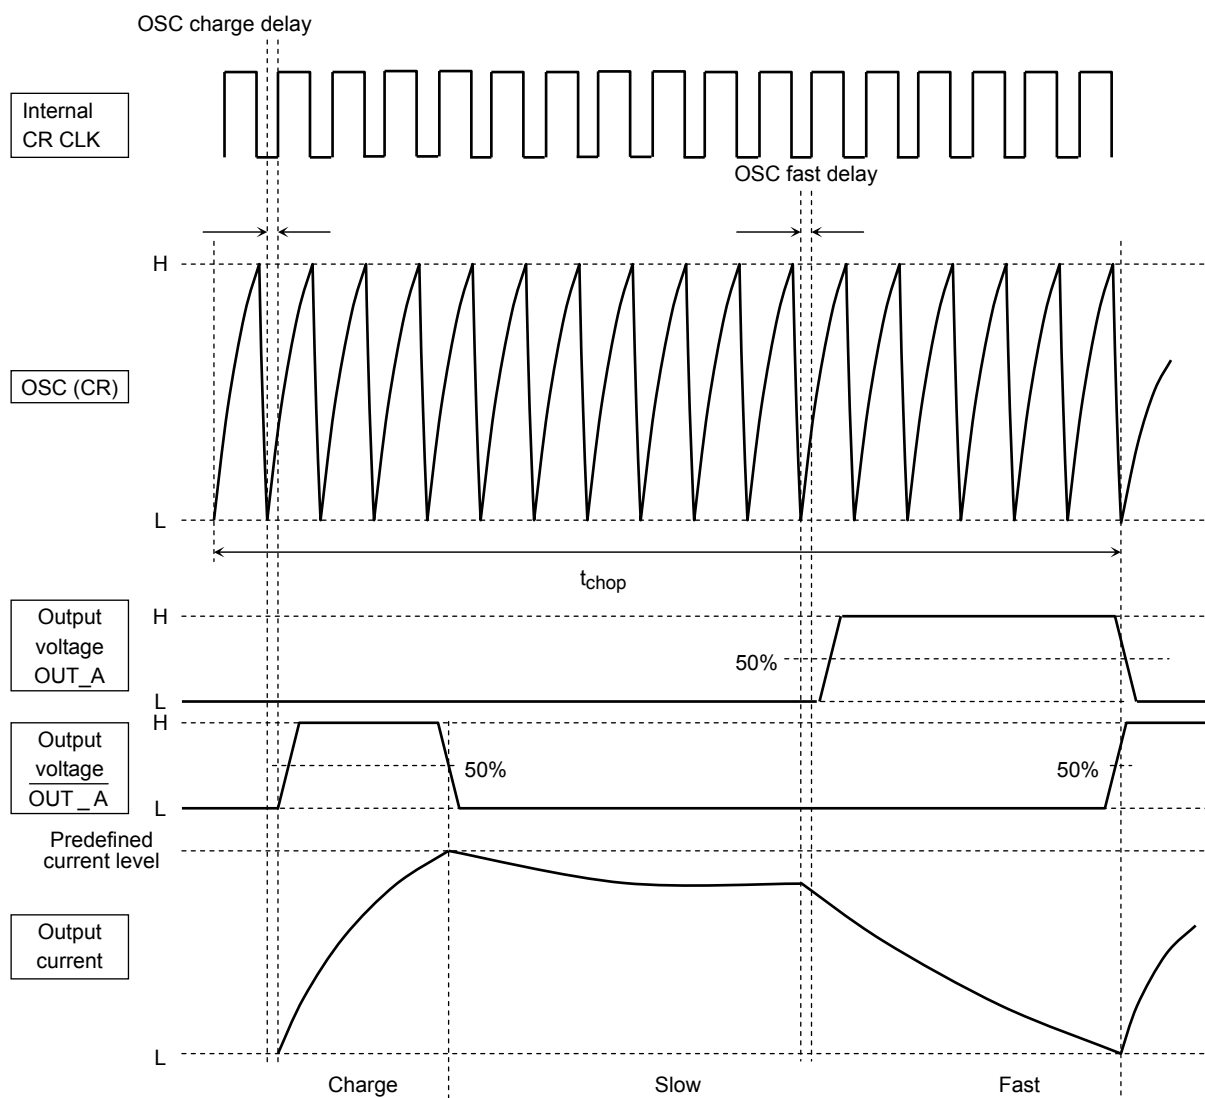 OSC charge delay
Internal
CR CLK
OSC fast delay
H
OSC (CR)
L
tchop
Output
voltage
OUT_A
H
50%
L
H
Output
voltage
OUT_A
50%
50%
L
Predefined
current level
Output
current
L
Charge
Slow
Fast